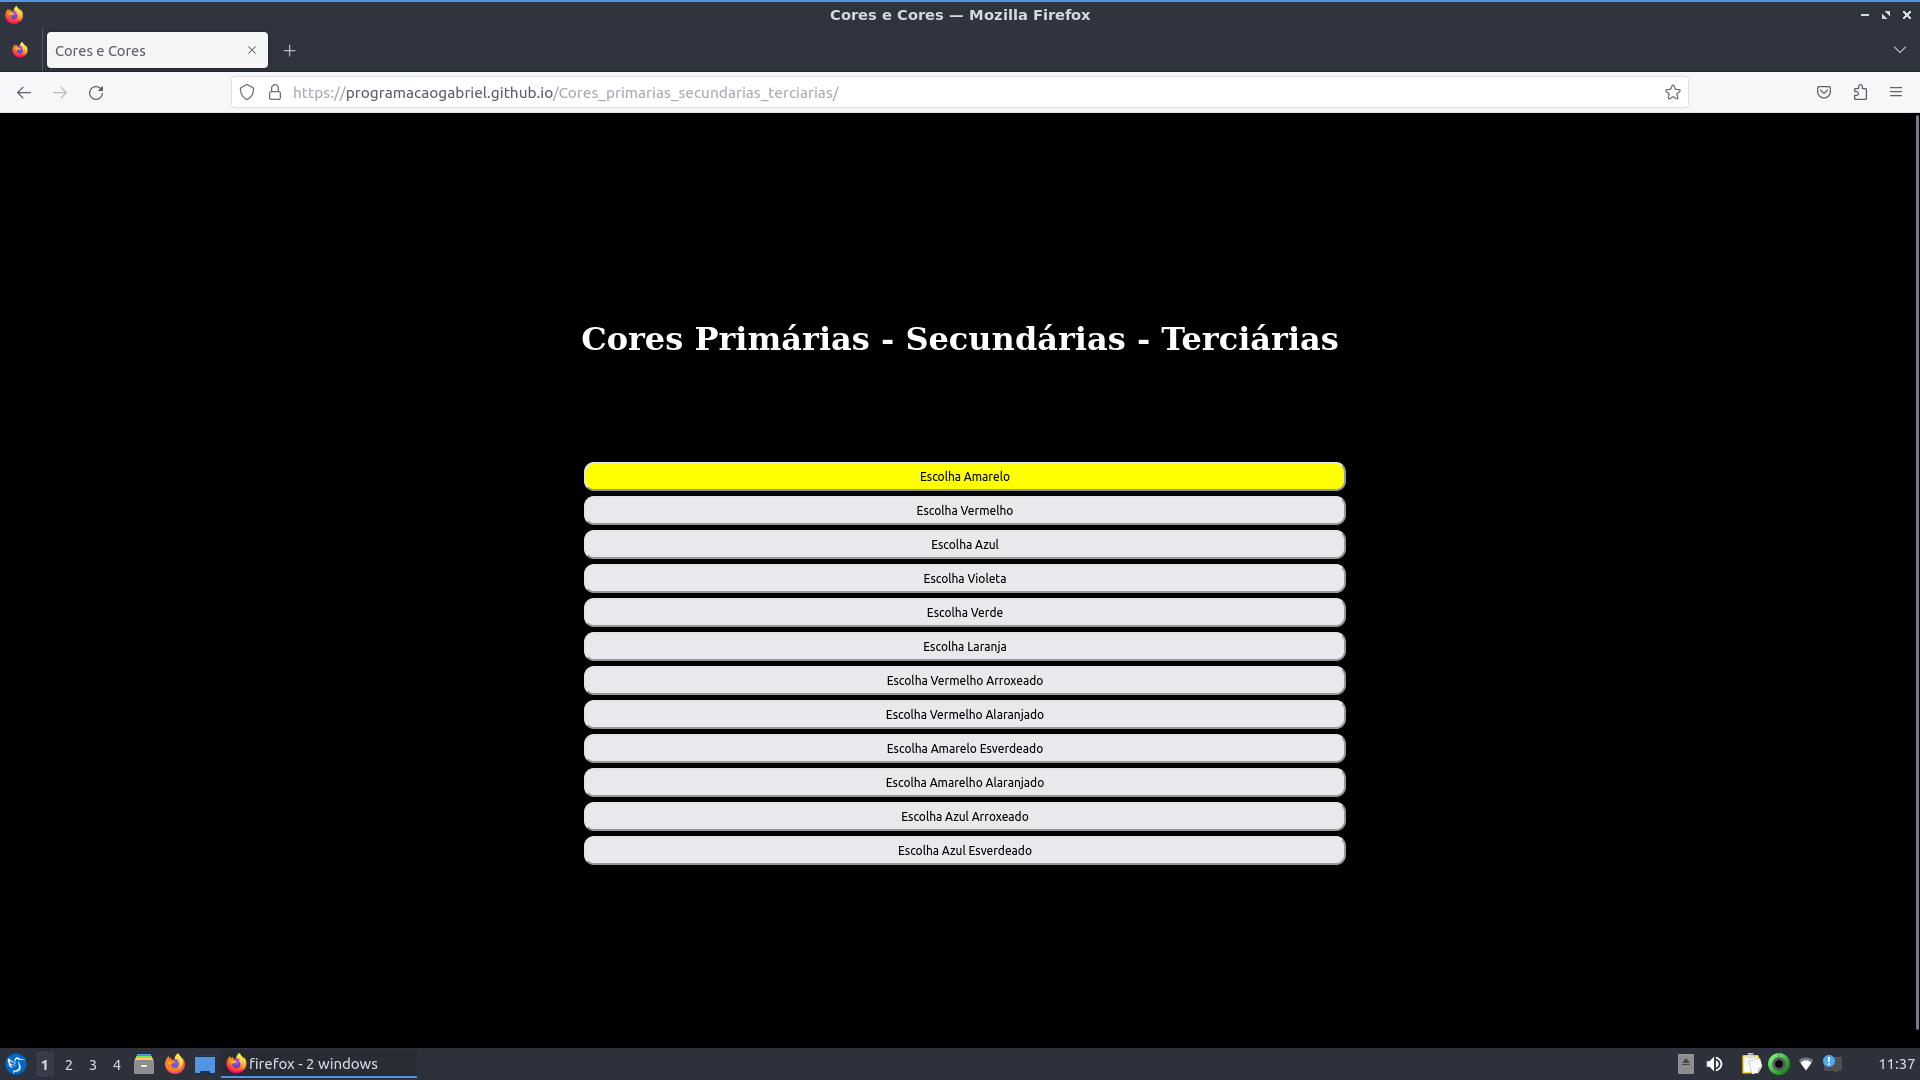 Cores e Cores — Mozilla Firefox
Cores e Cores
https://programacaogabriel.github.io/Cores_primarias_secundarias_terciarias/
Cores Primárias - Secundárias - Terciárias
Escolha Amarelo
Escolha Vermelho
Escolha Azul
Escolha Violeta
Escolha Verde
Escolha Laranja
Escolha Vermelho Arroxeado
Escolha Vermelho Alaranjado
Escolha Amarelo Esverdeado
Escolha Amarelho Alaranjado
Escolha Azul Arroxeado
Escolha Azul Esverdeado
1 2 3 4 firefox - 2 windows 11:37